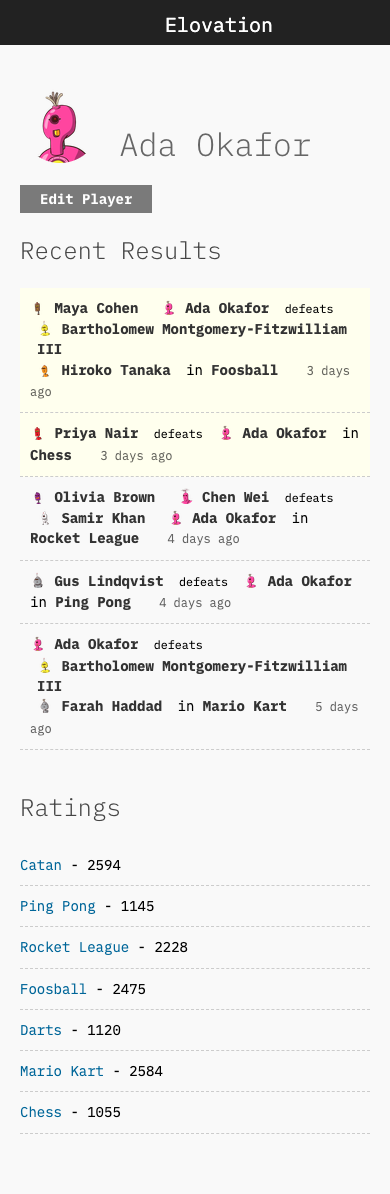 Elovation
Ada Okafor
Edit Player
Recent Results
Maya Cohen Ada Okafor defeats
Bartholomew Montgomery-Fitzwilliam
III
Hiroko Tanaka in Foosball 3 days
ago
Priya Nair defeats Ada Okafor in
Chess 3 days ago
Olivia Brown Chen Wei defeats
Samir Khan Ada Okafor in
Rocket League 4 days ago
Gus Lindqvist defeats Ada Okafor
in Ping Pong 4 days ago
Ada Okafor defeats
Bartholomew Montgomery-Fitzwilliam
III
Farah Haddad in Mario Kart 5 days
ago
Ratings
Catan - 2594
Ping Pong - 1145
Rocket League - 2228
Foosball - 2475
Darts - 1120
Mario Kart - 2584
Chess - 1055